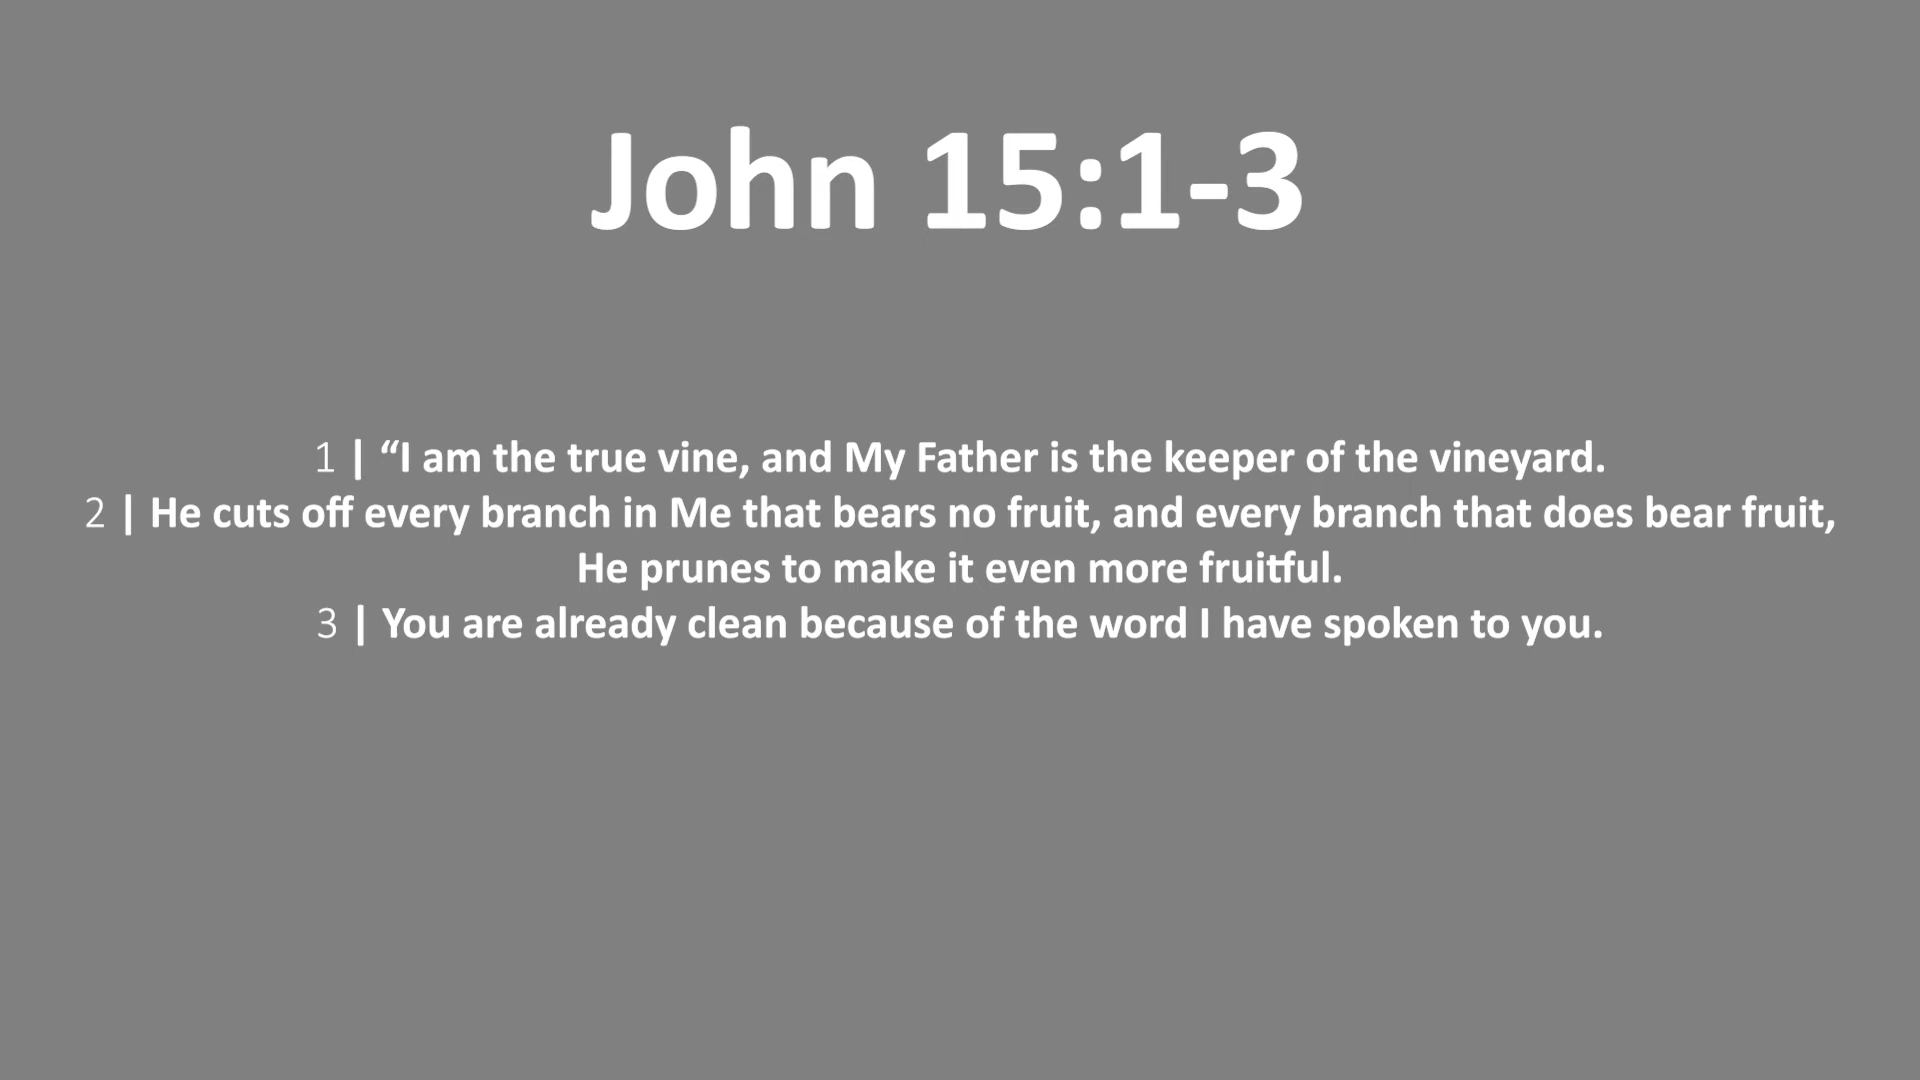 John 15:1-3
1 | “I am the true vine, and My Father is the keeper of the vineyard.
2 | He cuts off every branch in Me that bears no fruit, and every branch that does bear fruit,
He prunes to make it even more fruitful.
3 | You are already clean because of the word I have spoken to you.